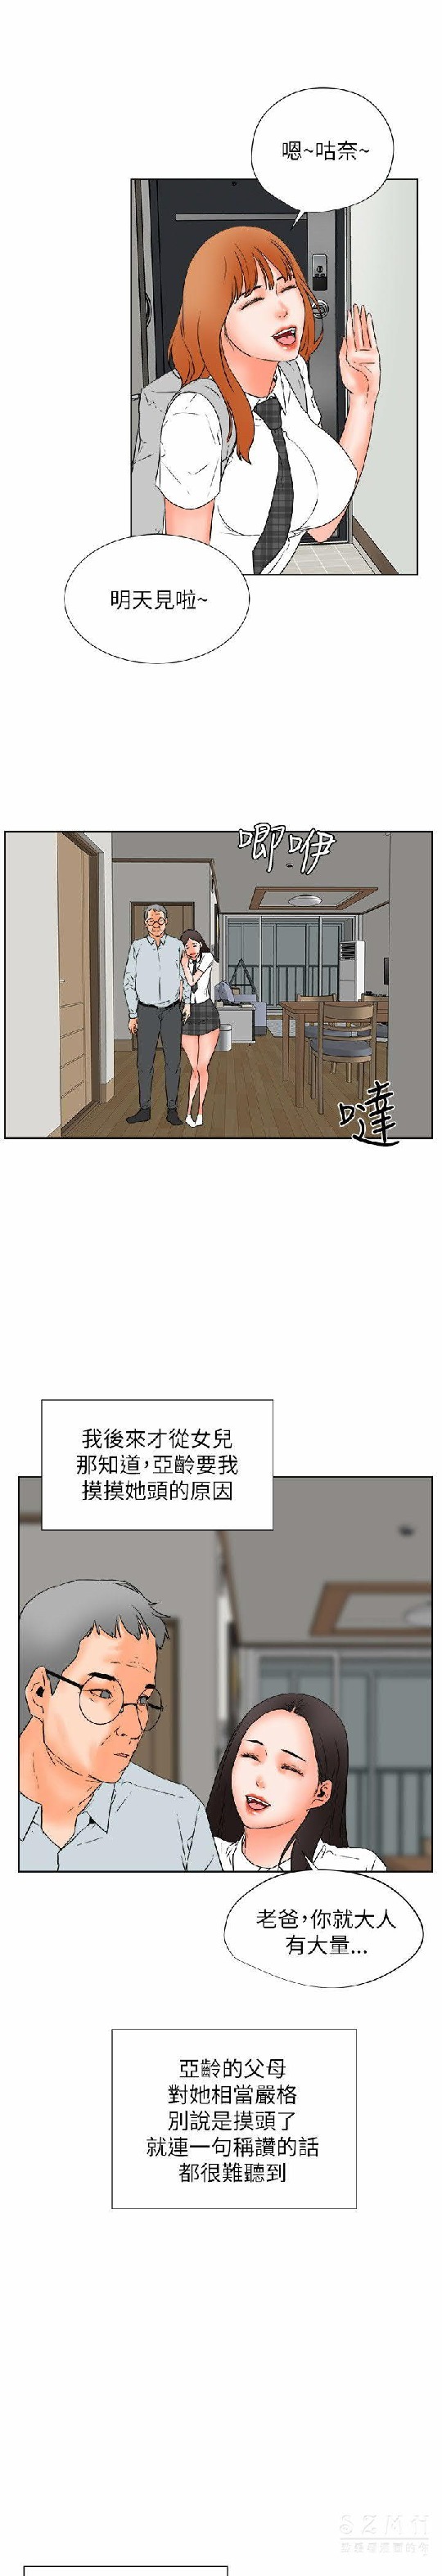 嗯~咕奈~
明天見啦~
唧咿
噠
我後來才從女兒
那知道，亞齡要我
摸摸她頭的原因
老爸，你就大人
有大量...
亞齡的父母
對她相當嚴格
別說是摸頭了
就連一句稱讚的話
都很難聽到